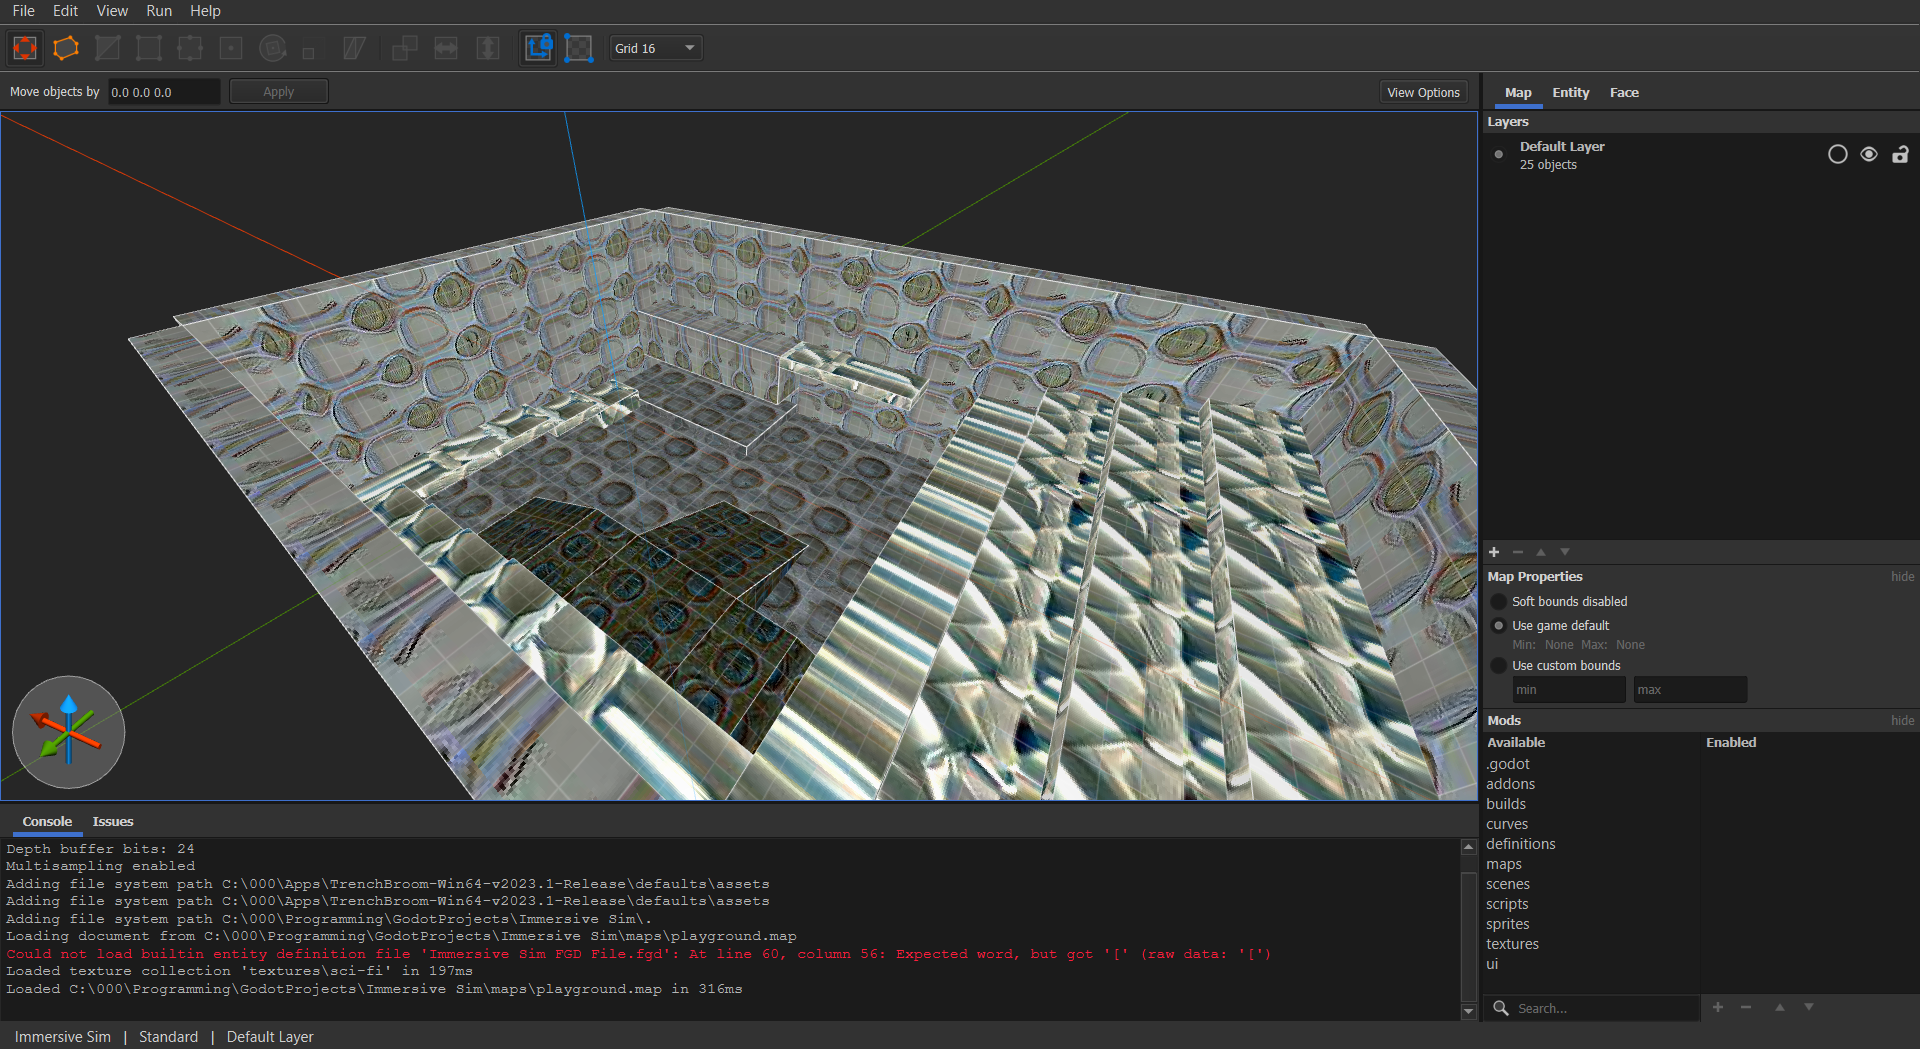 File Edit View Run Help
Grid 16
Move objects by 0.0 0.0 0.0 Apply View Options
Map Entity Face
Layers
Default Layer
25 objects
Map Properties hide
Soft bounds disabled
Use game default
Min: None Max: None
Use custom bounds
min max
Mods hide
Available Enabled
.godot
addons
builds
curves
definitions
maps
scenes
scripts
sprites
textures
ui
Search...
Console Issues
Depth buffer bits: 24
Multisampling enabled
Adding file system path C:\000\Apps\TrenchBroom-Win64-v2023.1-Release\defaults\assets
Adding file system path C:\000\Apps\TrenchBroom-Win64-v2023.1-Release\defaults\assets
Adding file system path C:\000\Programming\GodotProjects\Immersive Sim\.
Loading document from C:\000\Programming\GodotProjects\Immersive Sim\maps\playground.map
Could not load builtin entity definition file 'Immersive Sim FGD File.fgd': At line 60, column 56: Expected word, but got '[' (raw data: '[')
Loaded texture collection 'textures\sci-fi' in 197ms
Loaded C:\000\Programming\GodotProjects\Immersive Sim\maps\playground.map in 316ms
Immersive Sim | Standard | Default Layer